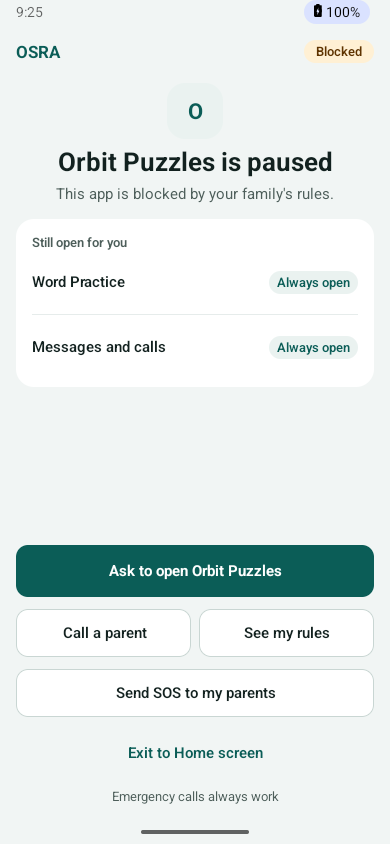 9:25
100%
OSRA
Blocked
O
Orbit Puzzles is paused
This app is blocked by your family's rules.
Still open for you
Word Practice
Always open
Messages and calls
Always open
Ask to open Orbit Puzzles
Call a parent
See my rules
Send SOS to my parents
Exit to Home screen
Emergency calls always work